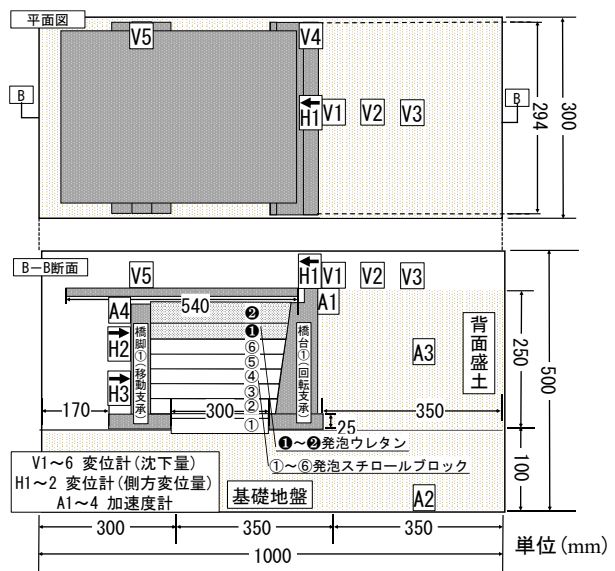 平面図
V5
V4
B
B
H1
V1
V2
V3
294
300
B−B断面
V5
H1
V1
V2
V3
540
A4
A1
H2
H3
橋脚①(移動支承)
橋台①(回転支承)
❷
❶
⑥
⑤
④
③
②
①
背面盛土
A3
250
500
170
300
350
25
100
❶~❷発泡ウレタン
①~⑥発泡スチロールブロック
V1~6 変位計(沈下量)
H1~2 変位計(側方変位量)
A1~4 加速度計
基礎地盤
A2
300
350
350
単位(mm)
1000